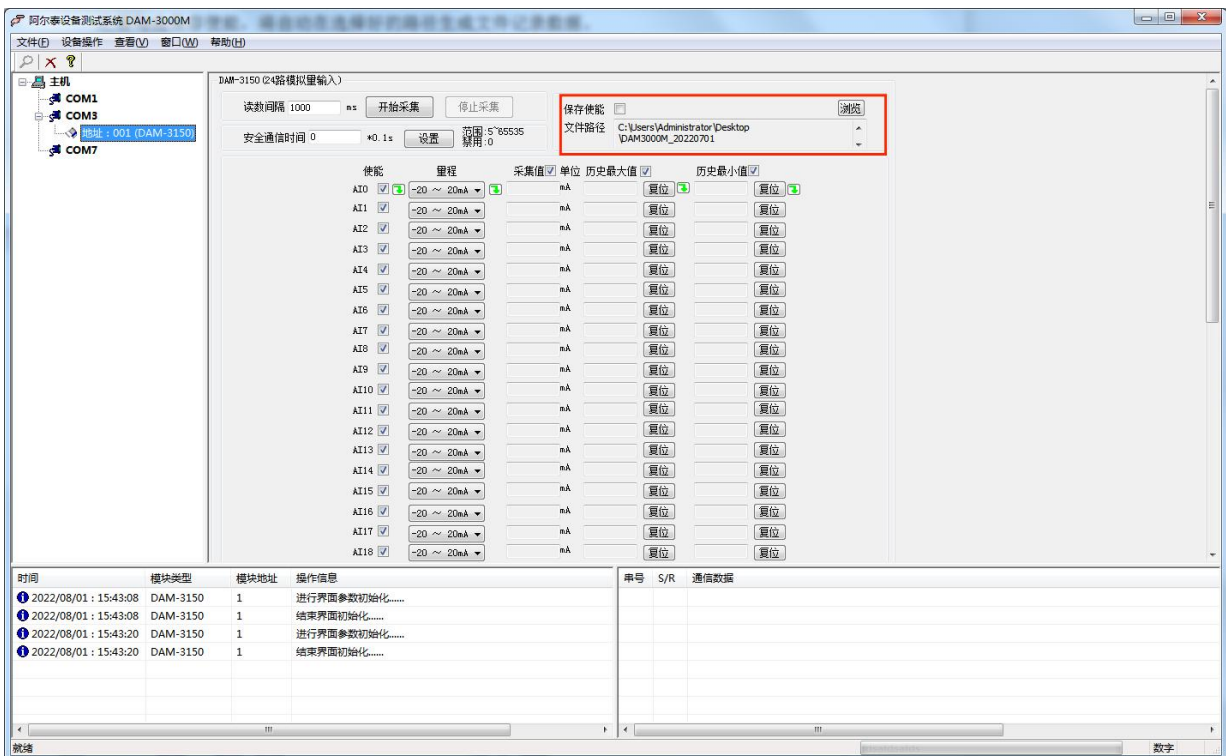 阿尔泰设备测试系统 DAM-3000M
文件(F) 设备操作 查看(V) 窗口(W) 帮助(H)
主机
COM1
COM3
地址：001 (DAM-3150)
COM7
DAM-3150(24路模拟量输入)
读数间隔 1000 ms 开始采集 停止采集
安全通信时间 0 *0.1s 设置 范围:5~65535
禁用:0
保存使能 浏览
文件路径 C:\Users\Administrator\Desktop
\DAM3000M_20220701
使能 量程 采集值 单位 历史最大值 历史最小值
AI0 -20 ～ 20mA mA 复位 复位
AI1 -20 ～ 20mA mA 复位 复位
AI2 -20 ～ 20mA mA 复位 复位
AI3 -20 ～ 20mA mA 复位 复位
AI4 -20 ～ 20mA mA 复位 复位
AI5 -20 ～ 20mA mA 复位 复位
AI6 -20 ～ 20mA mA 复位 复位
AI7 -20 ～ 20mA mA 复位 复位
AI8 -20 ～ 20mA mA 复位 复位
AI9 -20 ～ 20mA mA 复位 复位
AI10 -20 ～ 20mA mA 复位 复位
AI11 -20 ～ 20mA mA 复位 复位
AI12 -20 ～ 20mA mA 复位 复位
AI13 -20 ～ 20mA mA 复位 复位
AI14 -20 ～ 20mA mA 复位 复位
AI15 -20 ～ 20mA mA 复位 复位
AI16 -20 ～ 20mA mA 复位 复位
AI17 -20 ～ 20mA mA 复位 复位
AI18 -20 ～ 20mA mA 复位 复位
时间 模块类型 模块地址 操作信息
2022/08/01 : 15:43:08 DAM-3150 1 进行界面参数初始化......
2022/08/01 : 15:43:08 DAM-3150 1 结束界面初始化......
2022/08/01 : 15:43:20 DAM-3150 1 进行界面参数初始化......
2022/08/01 : 15:43:20 DAM-3150 1 结束界面初始化......
串号 S/R 通信数据
就绪 数字